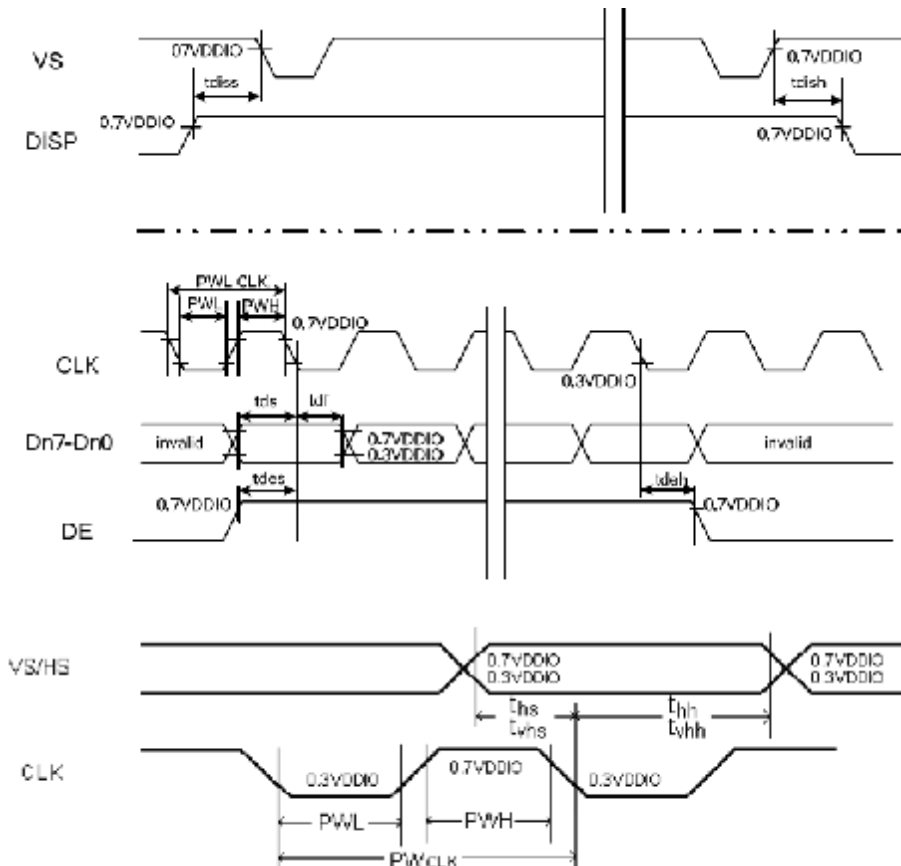 VS
07VDDIO
0.7VDDIO
tdiss
tdish
0.7VDDIO
0.7VDDIO
DISP
PWL CLK
PWL
PWH
0.7VDDIO
CLK
0.3VDDIO
tds
Dn7-Dn0
invalid
0.7VDDIO
0.3VDDIO
invalid
tdes
tdeh
0.7VDDIO
0.7VDDIO
DE
VS/HS
0.7VDDIO
0.3VDDIO
0.7VDDIO
0.3VDDIO
ths
tvhs
thh
tvhh
CLK
0.3VDDIO
0.7VDDIO
0.3VDDIO
PWL
PWH
PWCLK